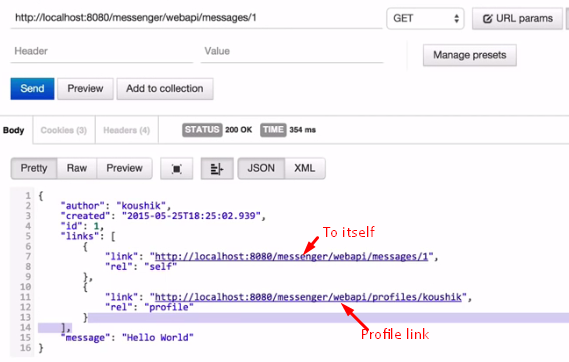 http://localhost:8080/messenger/webapi/messages/1 GET URL params
Header Value Manage presets
Send Preview Add to collection
Body Cookies (3) Headers (4) STATUS 200 OK TIME 354 ms
Pretty Raw Preview JSON XML
1 {
2 "author": "koushik",
3 "created": "2015-05-25T18:25:02.939",
4 "id": 1,
5 "links": [
6 {
To itself
7 "link": "http://localhost:8080/messenger/webapi/messages/1",
8 "rel": "self"
9 },
10 {
11 "link": "http://localhost:8080/messenger/webapi/profiles/koushik",
12 "rel": "profile"
13 }
Profile link
14 ],
15 "message": "Hello World"
16 }